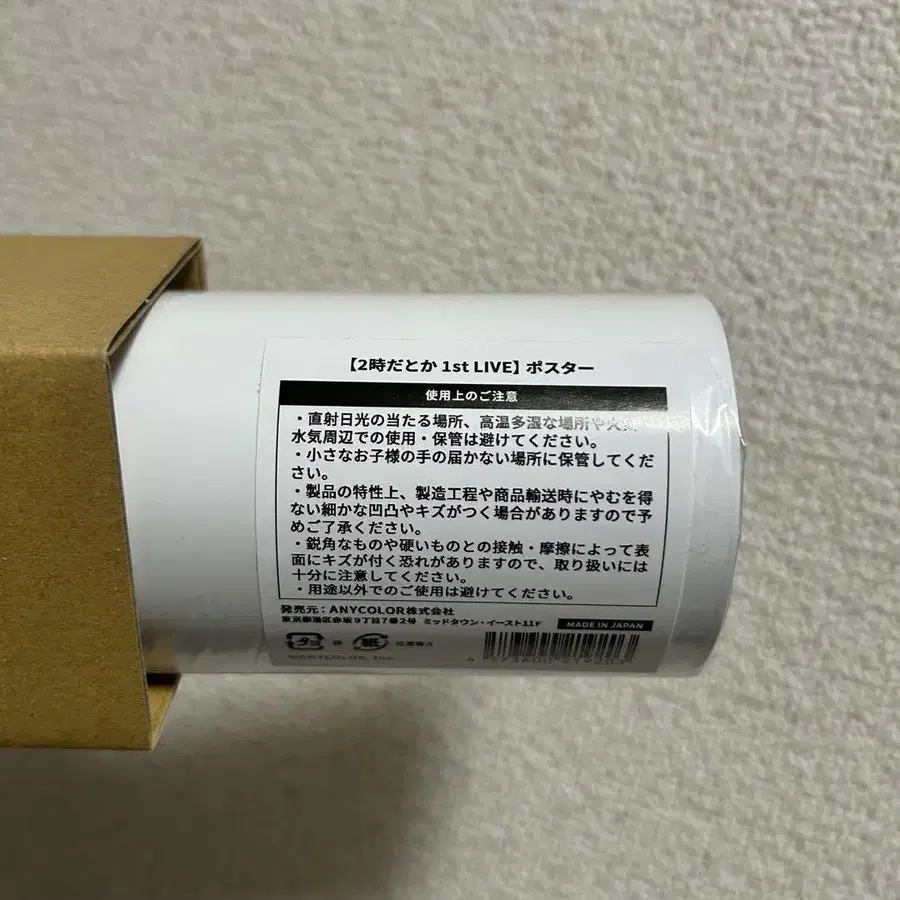 【2時だとか 1st LIVE】ポスター
使用上のご注意
・直射日光の当たる場所、高温多湿な場所や火気・
水気周辺での使用・保管は避けてください。
・小さなお子様の手の届かない場所に保管してくだ
さい。
・製品の特性上、製造工程や商品輸送時にやむを得
ない細かな凹凸やキズがつく場合がありますので予
めご了承ください。
・鋭角なものや硬いものとの接触・摩擦によって表
面にキズが付く恐れがありますので、取り扱いには
十分に注意してください。
・用途以外でのご使用は避けてください。
発売元：ANYCOLOR株式会社
東京都港区赤坂9丁目7番2号 ミッドタウン・イースト11F
MADE IN JAPAN
プラ
紙
©ANYCOLOR, Inc.